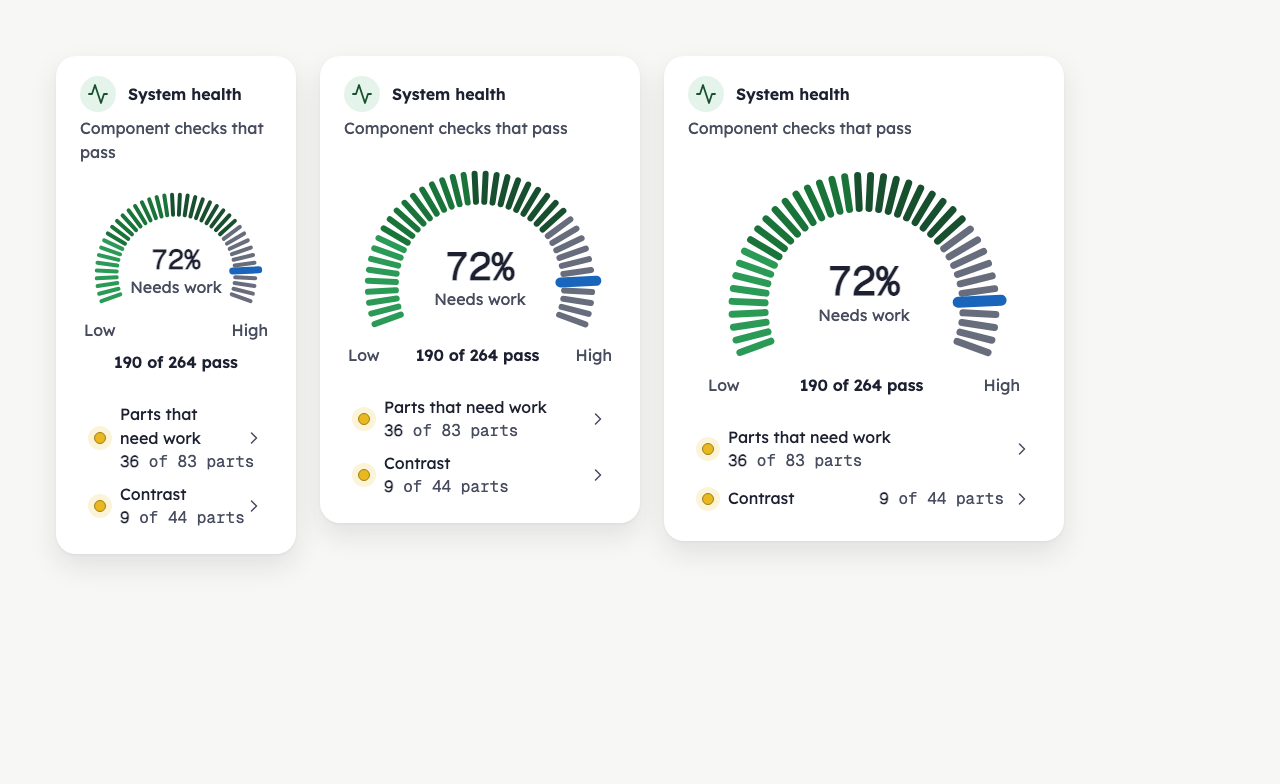 System health
Component checks that
pass
72%
Needs work
Low
High
190 of 264 pass
Parts that
need work
36 of 83 parts
Contrast
9 of 44 parts
System health
Component checks that pass
72%
Needs work
Low 190 of 264 pass High
Parts that need work
36 of 83 parts
Contrast
9 of 44 parts
System health
Component checks that pass
72%
Needs work
Low 190 of 264 pass High
Parts that need work
36 of 83 parts
Contrast 9 of 44 parts